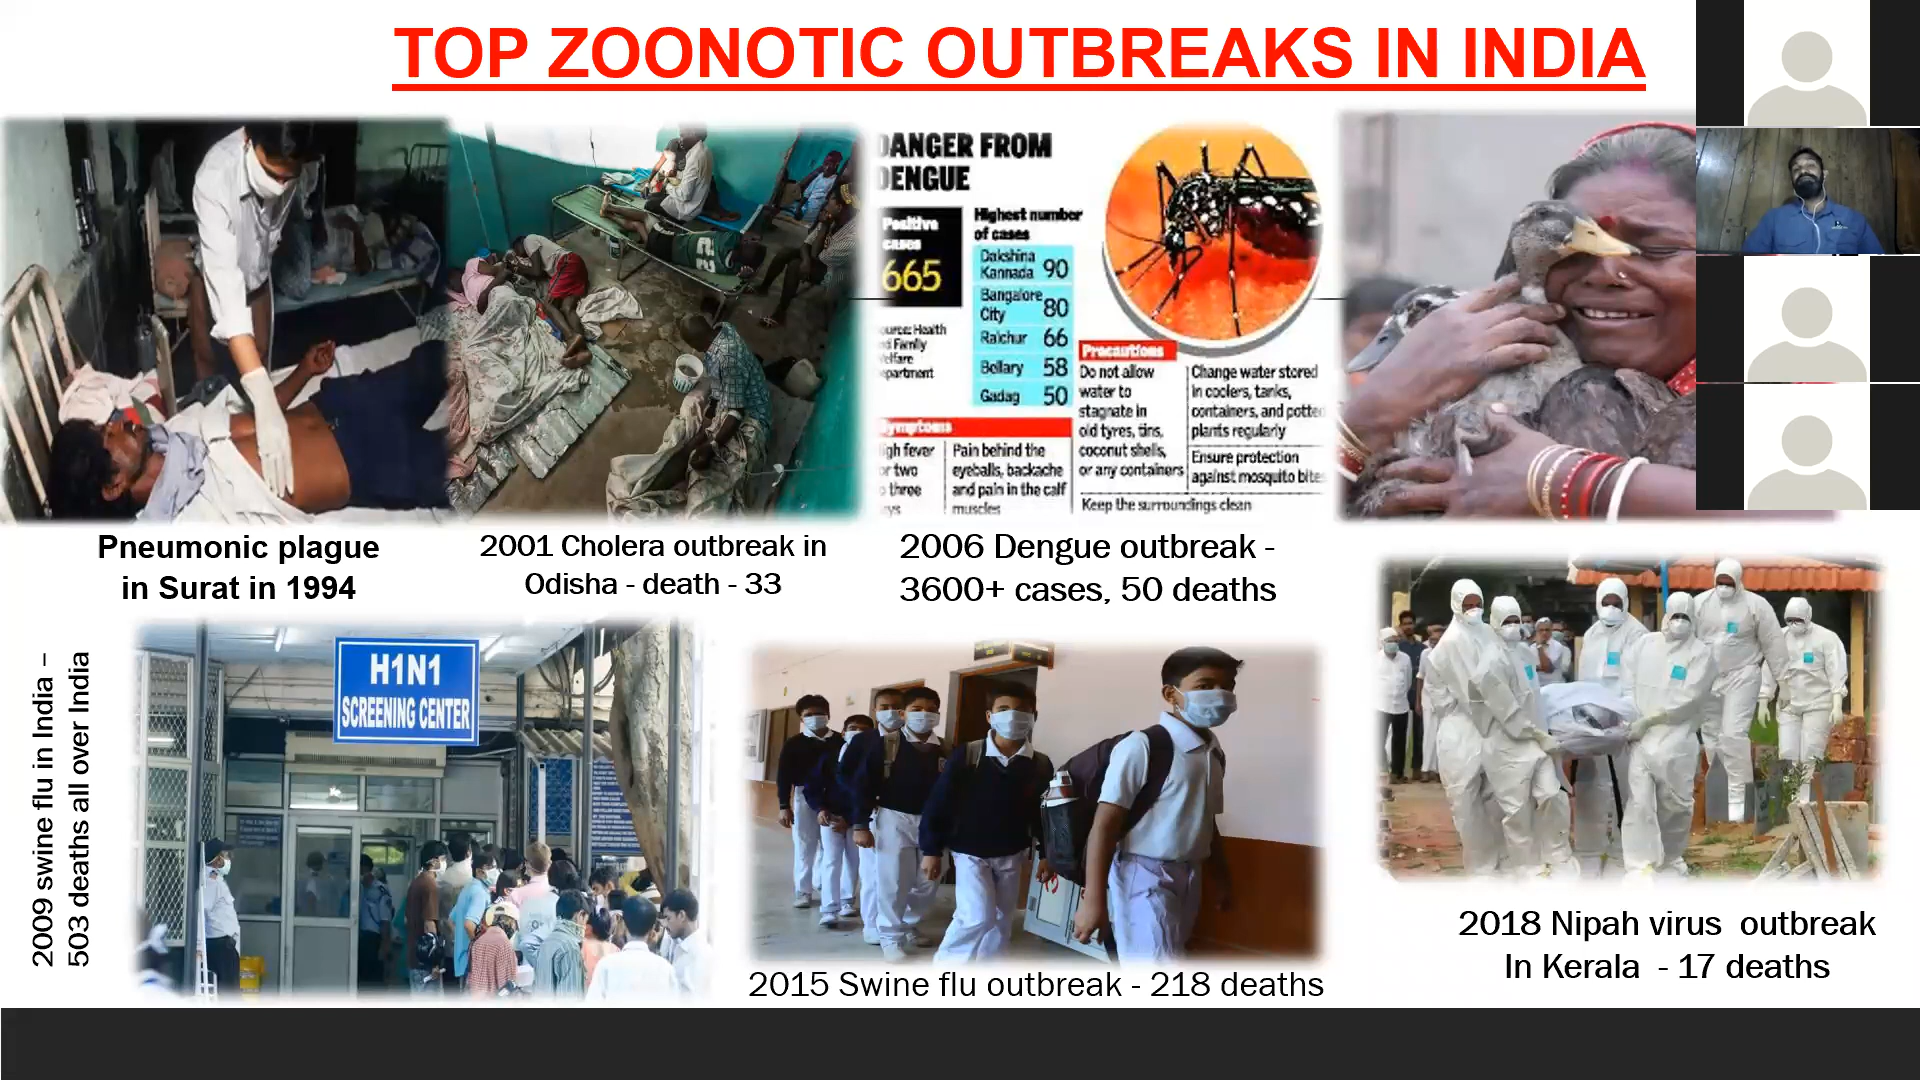 TOP ZOONOTIC OUTBREAKS IN INDIA
DANGER FROM
DENGUE
Positive
cases
665
Highest number
of cases
Dakshina
Kannada 90
Bangalore
City 80
Raichur 66
Bellary 58
Gadag 50
Precautions
Do not allow
water to
stagnate in
old tyres, tins,
coconut shells,
or any containers
Change water stored
in coolers, tanks,
containers, and potted
plants regularly
Ensure protection
against mosquito bites
Keep the surroundings clean
Symptoms
Pain behind the
eyeballs, backache
and pain in the calf
muscles
Pneumonic plague
in Surat in 1994
2001 Cholera outbreak in
Odisha - death - 33
2006 Dengue outbreak -
3600+ cases, 50 deaths
2009 swine flu in India –
503 deaths all over India
H1N1
SCREENING CENTER
2015 Swine flu outbreak - 218 deaths
2018 Nipah virus outbreak
In Kerala - 17 deaths